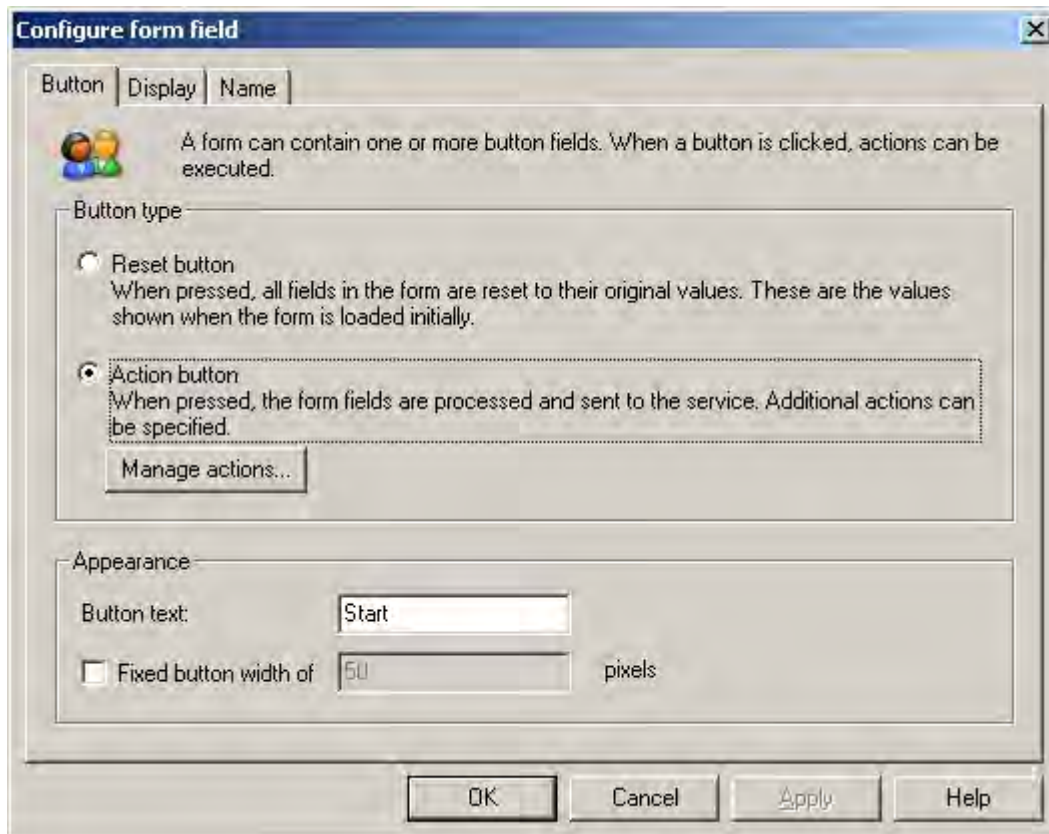 Configure form field
Button Display Name
A form can contain one or more button fields. When a button is clicked, actions can be
executed.
Button type
Reset button
When pressed, all fields in the form are reset to their original values. These are the values
shown when the form is loaded initially.
Action button
When pressed, the form fields are processed and sent to the service. Additional actions can
be specified.
Manage actions...
Appearance
Button text: Start
Fixed button width of 50 pixels
OK Cancel Apply Help